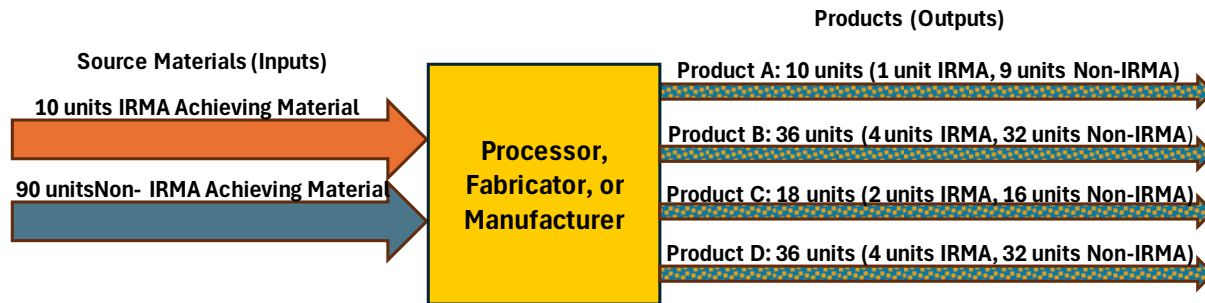 Products (Outputs)
Source Materials (Inputs)
10 units IRMA Achieving Material
90 unitsNon- IRMA Achieving Material
Processor,
Fabricator, or
Manufacturer
Product A: 10 units (1 unit IRMA, 9 units Non-IRMA)
Product B: 36 units (4 units IRMA, 32 units Non-IRMA)
Product C: 18 units (2 units IRMA, 16 units Non-IRMA)
Product D: 36 units (4 units IRMA, 32 units Non-IRMA)